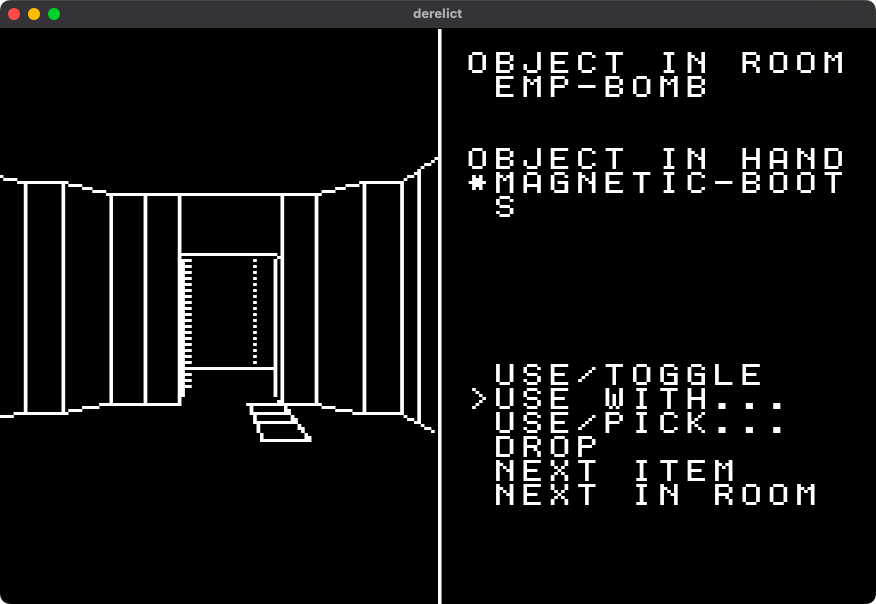 derelict
OBJECT IN ROOM
EMP-BOMB
OBJECT IN HAND
*MAGNETIC-BOOT
S
USE/TOGGLE
>USE WITH...
USE/PICK...
DROP
NEXT ITEM
NEXT IN ROOM